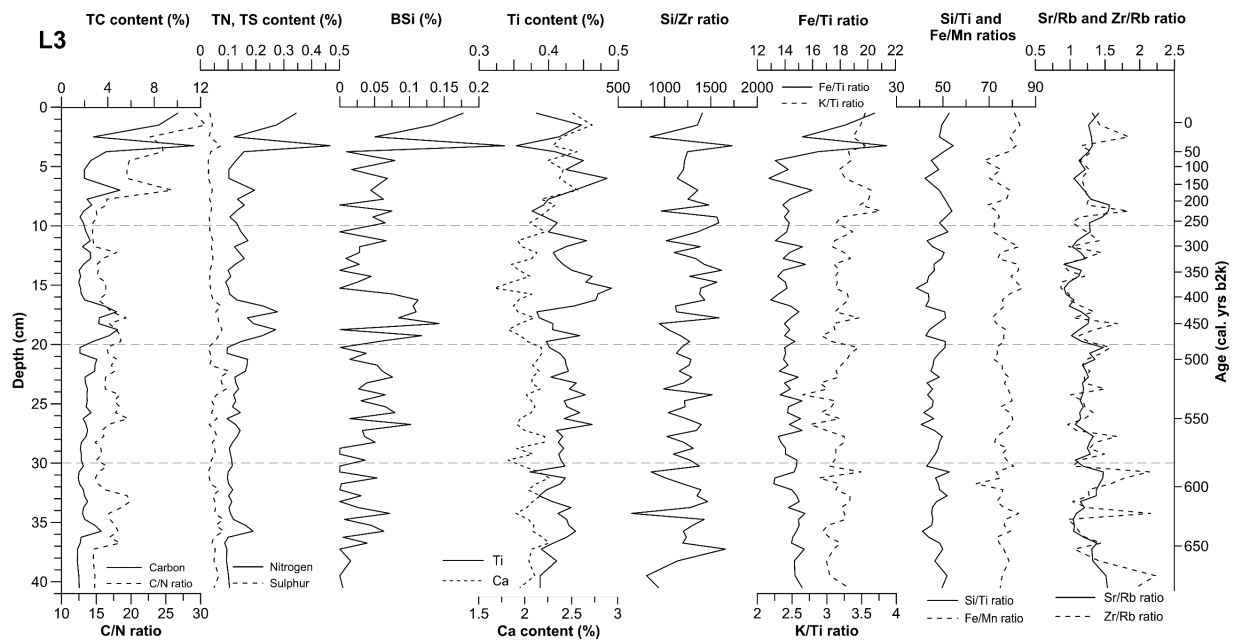 L3
TC content (%)
TN, TS content (%)
BSi (%)
Ti content (%)
Si/Zr ratio
Fe/Ti ratio
Si/Ti and
Fe/Mn ratios
Sr/Rb and Zr/Rb ratio
0 4 8 12
0 0.1 0.2 0.3 0.4 0.5
0 0.05 0.1 0.15 0.2
0.3 0.4 0.5
500 1000 1500 2000
12 14 16 18 20 22
30 50 70 90
0.5 1 1.5 2 2.5
Fe/Ti ratio
K/Ti ratio
Depth (cm)
0
5
10
15
20
25
30
35
40
Age (cal. yrs b2k)
0
50
100
150
200
250
300
350
400
450
500
550
600
650
Carbon
C/N ratio
Nitrogen
Sulphur
Ti
Ca
Si/Ti ratio
Fe/Mn ratio
Sr/Rb ratio
Zr/Rb ratio
10 15 20 25 30
C/N ratio
1.5 2 2.5 3
Ca content (%)
2 2.5 3 3.5 4
K/Ti ratio